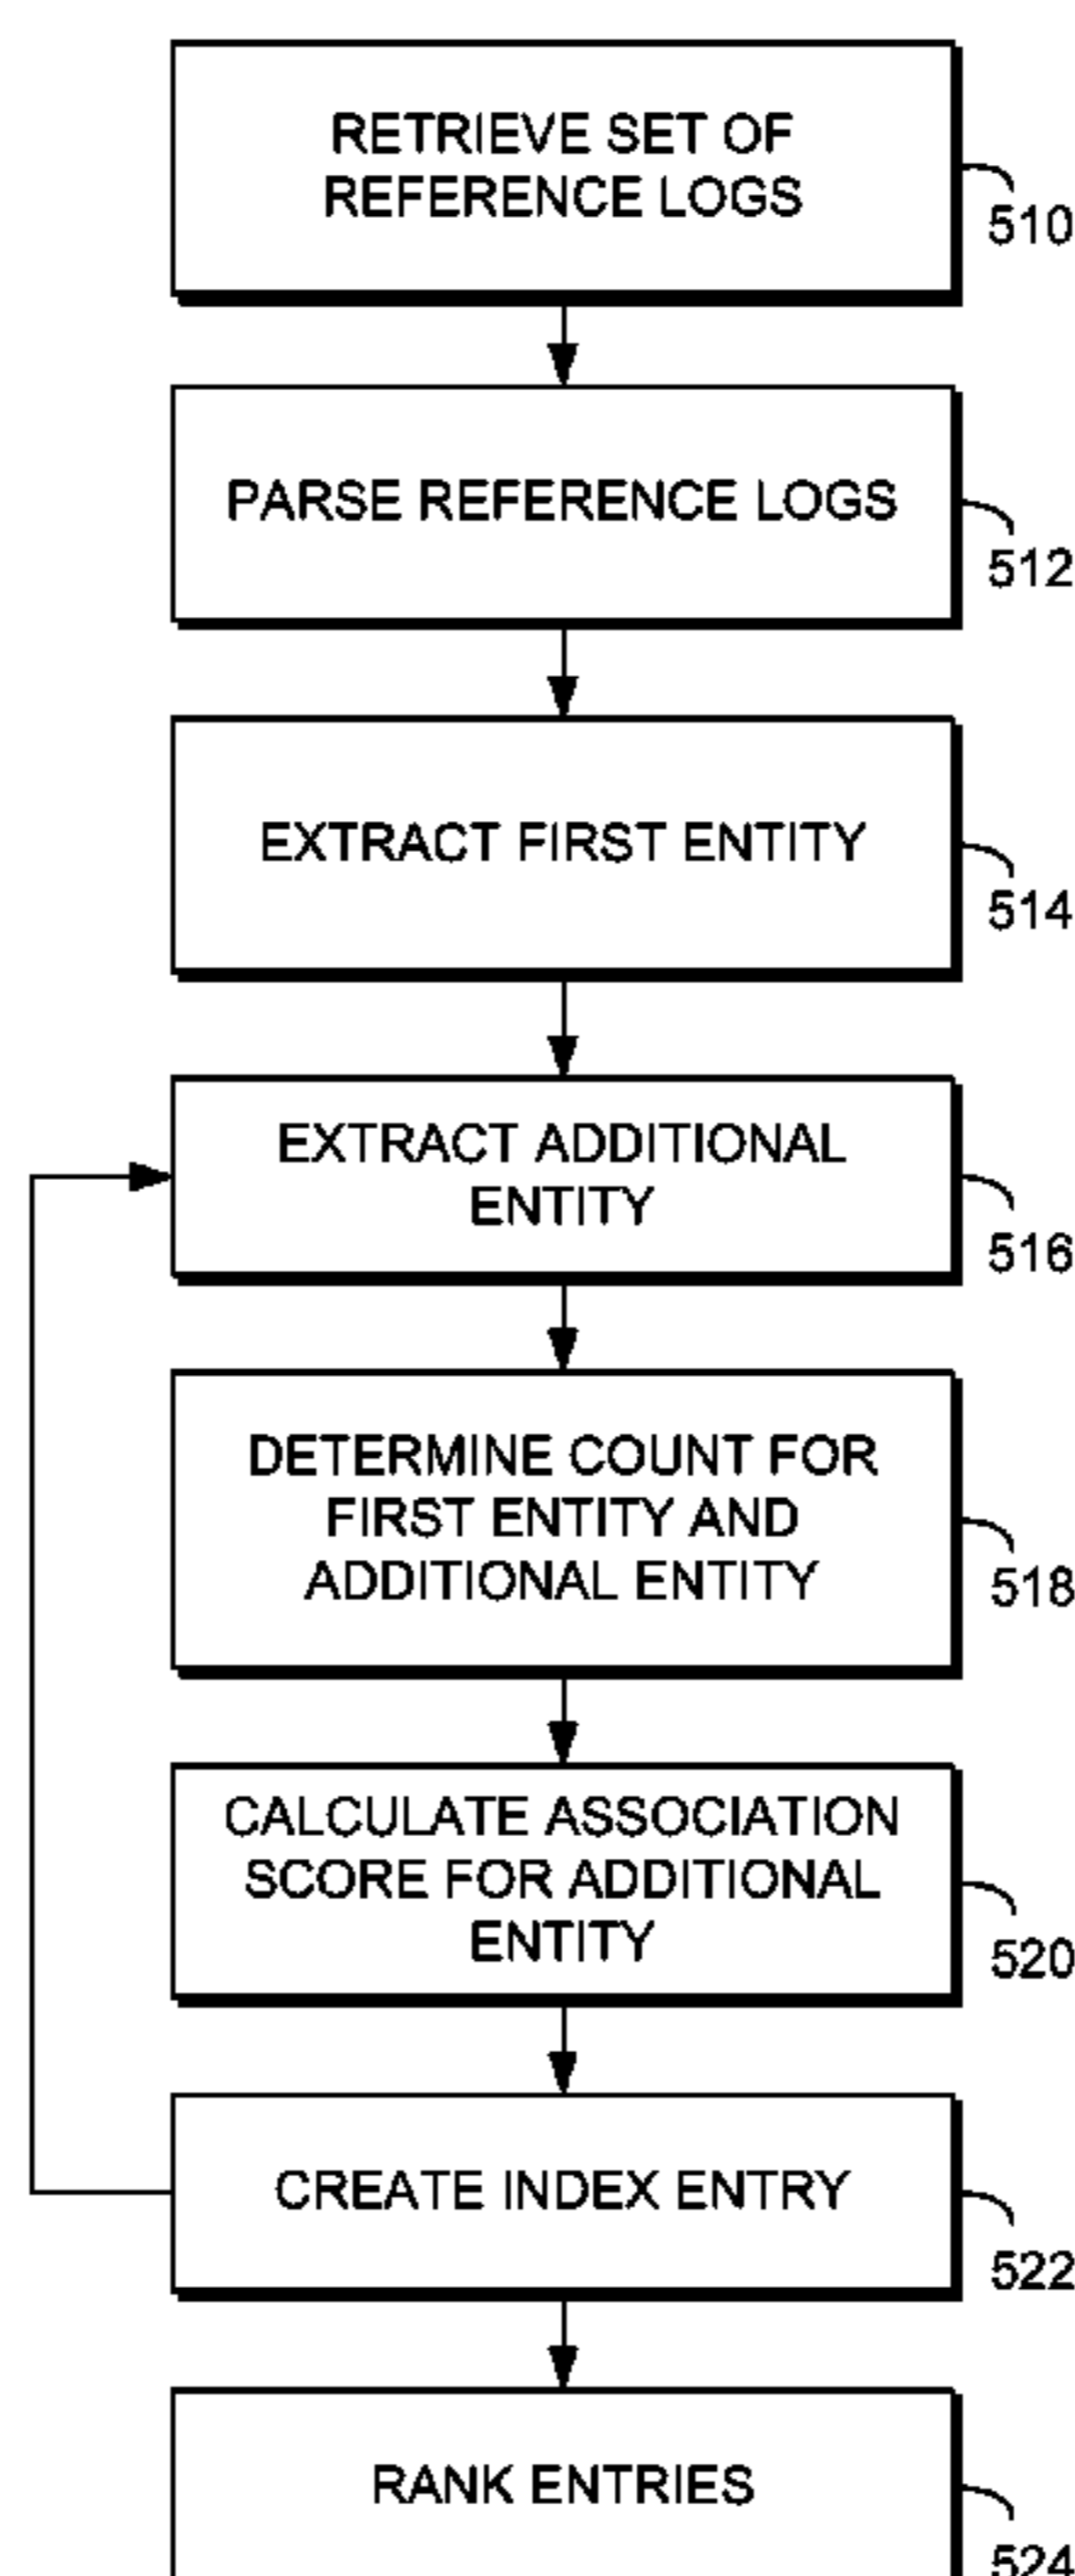 RETRIEVE SET OF
REFERENCE LOGS
510
PARSE REFERENCE LOGS
512
EXTRACT FIRST ENTITY
514
EXTRACT ADDITIONAL
ENTITY
516
DETERMINE COUNT FOR
FIRST ENTITY AND
ADDITIONAL ENTITY
518
CALCULATE ASSOCIATION
SCORE FOR ADDITIONAL
ENTITY
520
CREATE INDEX ENTRY
522
RANK ENTRIES
524